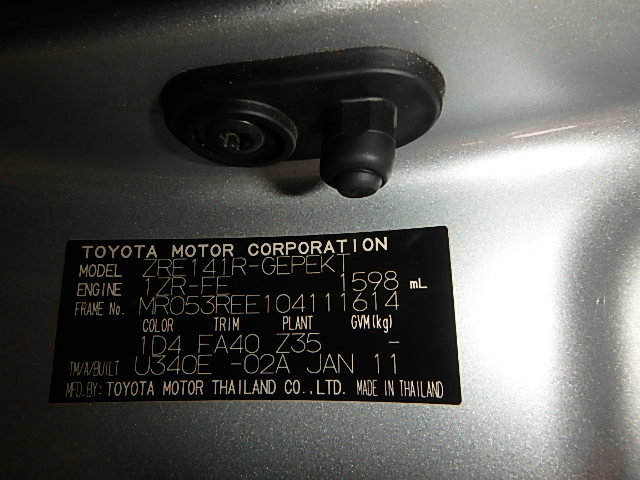 TOYOTA MOTOR CORPORATION
MODEL ZRE141R-GEPEKT
ENGINE 1ZR-FE 1598 mL
FRAME No. MR053REE104111614
COLOR TRIM PLANT GVM(kg)
1D4 FA40 Z35 -
TM/A/BUILT U340E -02A JAN 11
MFD.BY: TOYOTA MOTOR THAILAND CO.,LTD. MADE IN THAILAND